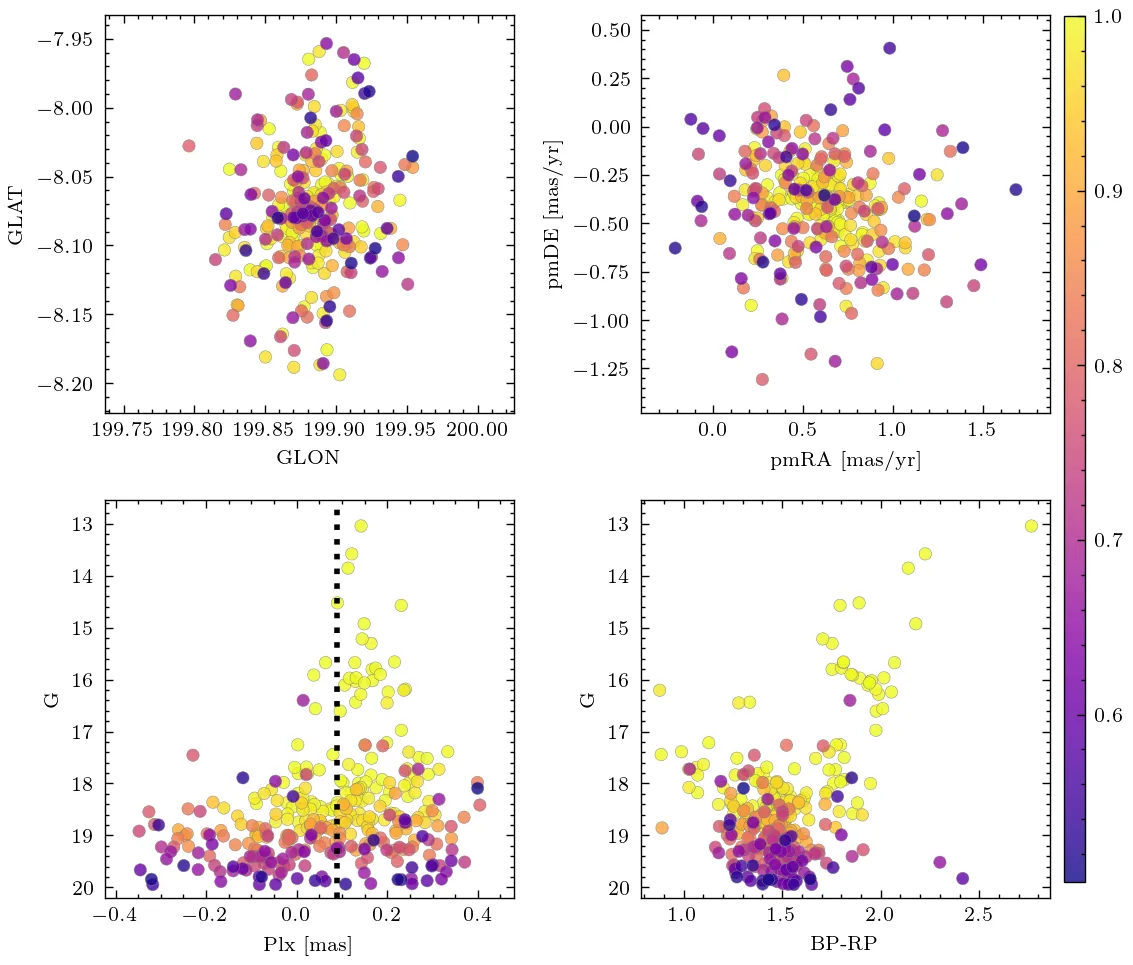 −7.95
−8.00
−8.05
−8.10
−8.15
−8.20
GLAT
199.75 199.80 199.85 199.90 199.95 200.00
GLON
0.50
0.25
0.00
−0.25
−0.50
−0.75
−1.00
−1.25
pmDE [mas/yr]
0.0 0.5 1.0 1.5
pmRA [mas/yr]
1.0
0.9
0.8
0.7
0.6
13
14
15
16
17
18
19
20
G
−0.4 −0.2 0.0 0.2 0.4
Plx [mas]
13
14
15
16
17
18
19
20
G
1.0 1.5 2.0 2.5
BP-RP